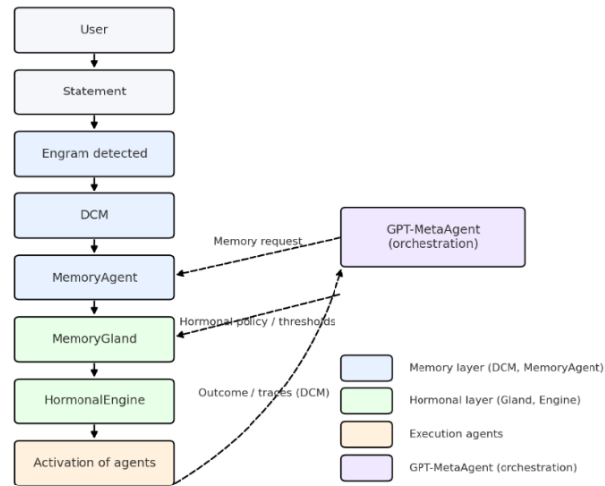 User
Statement
Engram detected
DCM
MemoryAgent
MemoryGland
HormonalEngine
Activation of agents
GPT-MetaAgent
(orchestration)
Memory request
Hormonal policy / thresholds
Outcome / traces (DCM)
Memory layer (DCM, MemoryAgent)
Hormonal layer (Gland, Engine)
Execution agents
GPT-MetaAgent (orchestration)